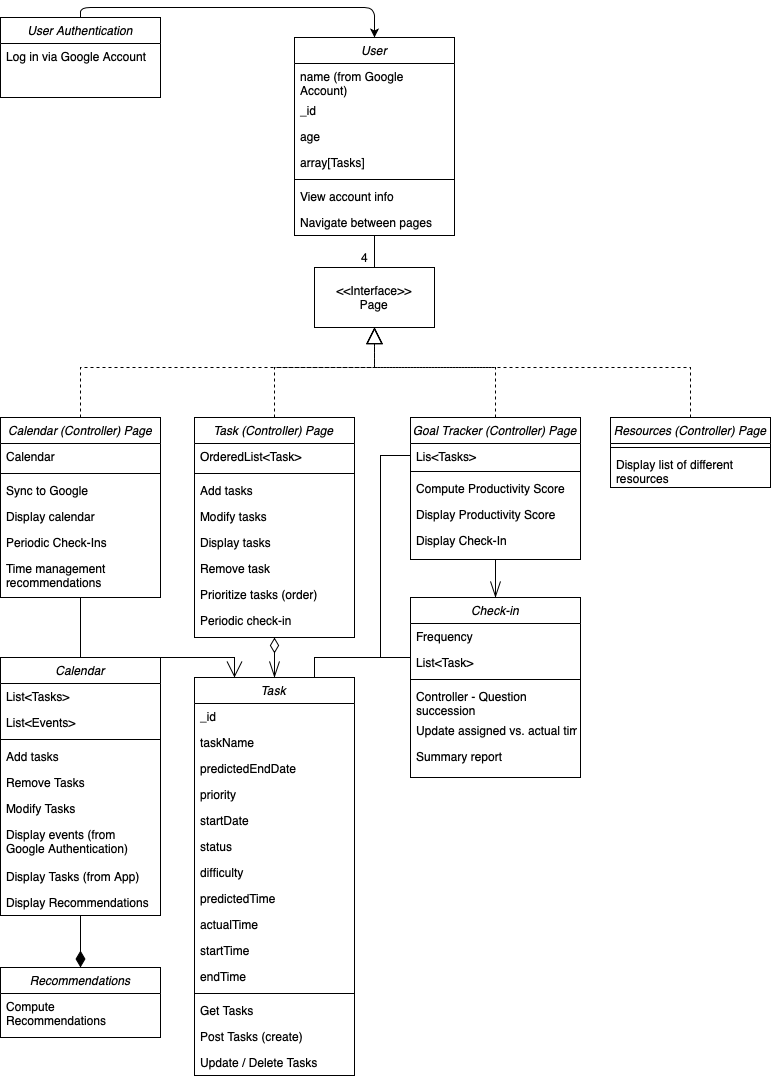 User Authentication
Log in via Google Account
User
name (from Google
Account)
_id
age
array[Tasks]
View account info
Navigate between pages
4
<<Interface>>
Page
Calendar (Controller) Page
Calendar
Sync to Google
Display calendar
Periodic Check-Ins
Time management
recommendations
Task (Controller) Page
OrderedList<Task>
Add tasks
Modify tasks
Display tasks
Remove task
Prioritize tasks (order)
Periodic check-in
Goal Tracker (Controller) Page
Lis<Tasks>
Compute Productivity Score
Display Productivity Score
Display Check-In
Resources (Controller) Page
Display list of different
resources
Check-in
Frequency
List<Task>
Controller - Question
succession
Update assigned vs. actual tim
Summary report
Calendar
List<Tasks>
List<Events>
Add tasks
Remove Tasks
Modify Tasks
Display events (from
Google Authentication)
Display Tasks (from App)
Display Recommendations
Task
_id
taskName
predictedEndDate
priority
startDate
status
difficulty
predictedTime
actualTime
startTime
endTime
Get Tasks
Post Tasks (create)
Update / Delete Tasks
Recommendations
Compute
Recommendations